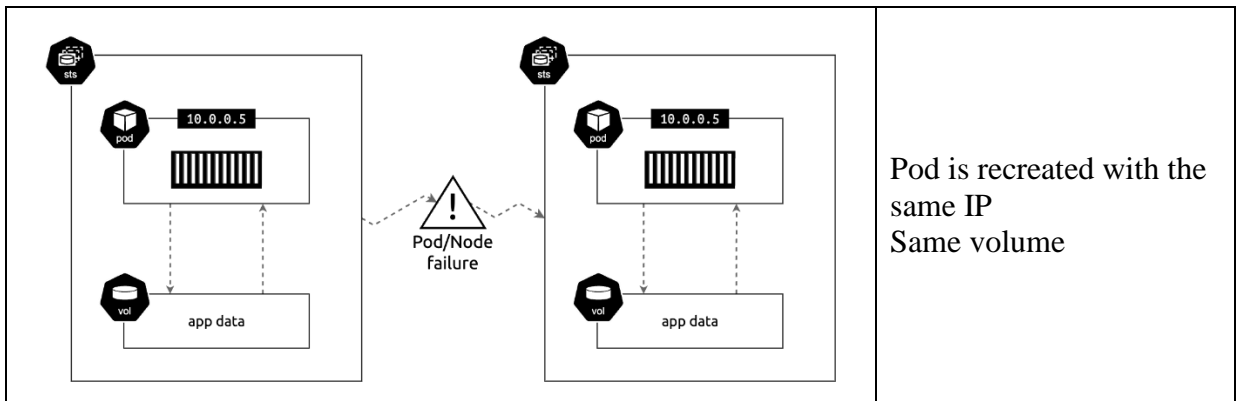 sts
pod
10.0.0.5
Pod/Node
failure
vol
app data
sts
pod
10.0.0.5
vol
app data
Pod is recreated with the
same IP
Same volume